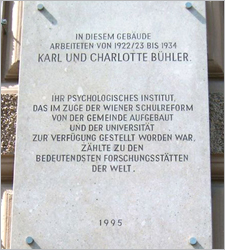 IN DIESEM GEBÄUDE
ARBEITETEN VON 1922/23 BIS 1934
KARL UND CHARLOTTE BÜHLER.
IHR PSYCHOLOGISCHES INSTITUT,
DAS IM ZUGE DER WIENER SCHULREFORM
VON DER GEMEINDE AUFGEBAUT
UND DER UNIVERSITÄT
ZUR VERFÜGUNG GESTELLT WORDEN WAR,
ZÄHLTE ZU DEN
BEDEUTENDSTEN FORSCHUNGSSTÄTTEN
DER WELT.
1995